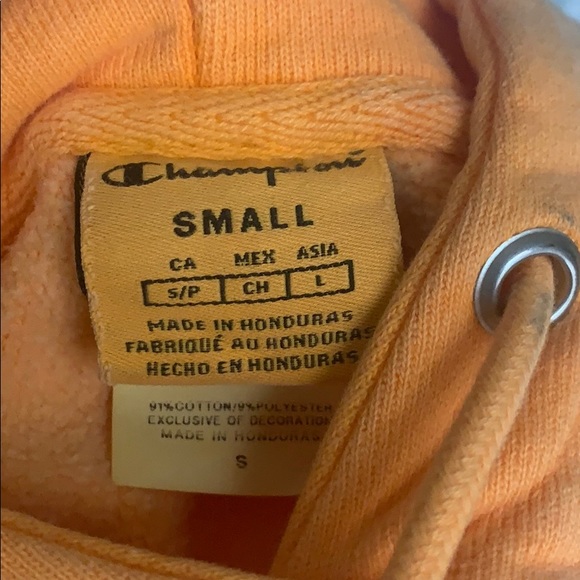 Champion
SMALL
CA MEX ASIA
S/P CH L
MADE IN HONDURAS
FABRIQUÉ AU HONDURAS
HECHO EN HONDURAS
91%COTTON/9%POLYESTER
EXCLUSIVE OF DECORATION
MADE IN HONDURAS
S